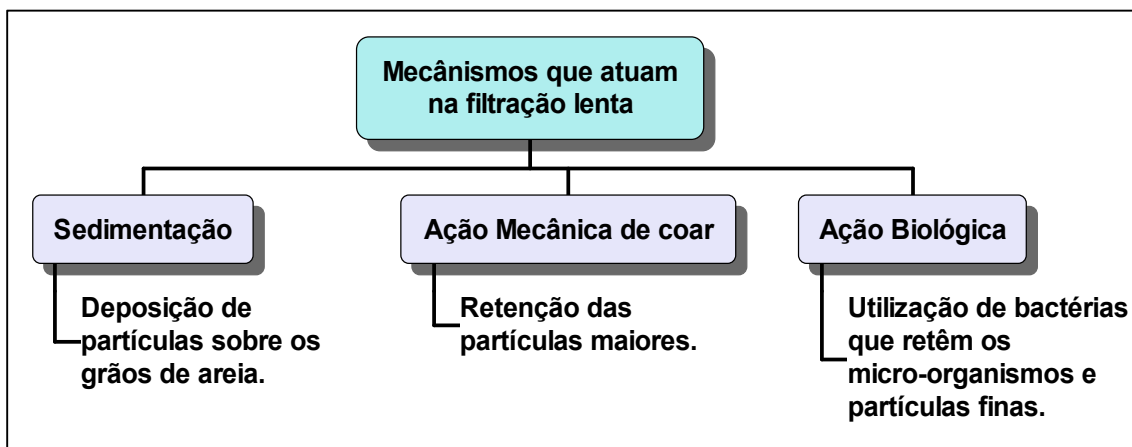 Mecânismos que atuam
na filtração lenta
Sedimentação
Deposição de
partículas sobre os
grãos de areia.
Ação Mecânica de coar
Retenção das
partículas maiores.
Ação Biológica
Utilização de bactérias
que retêm os
micro-organismos e
partículas finas.